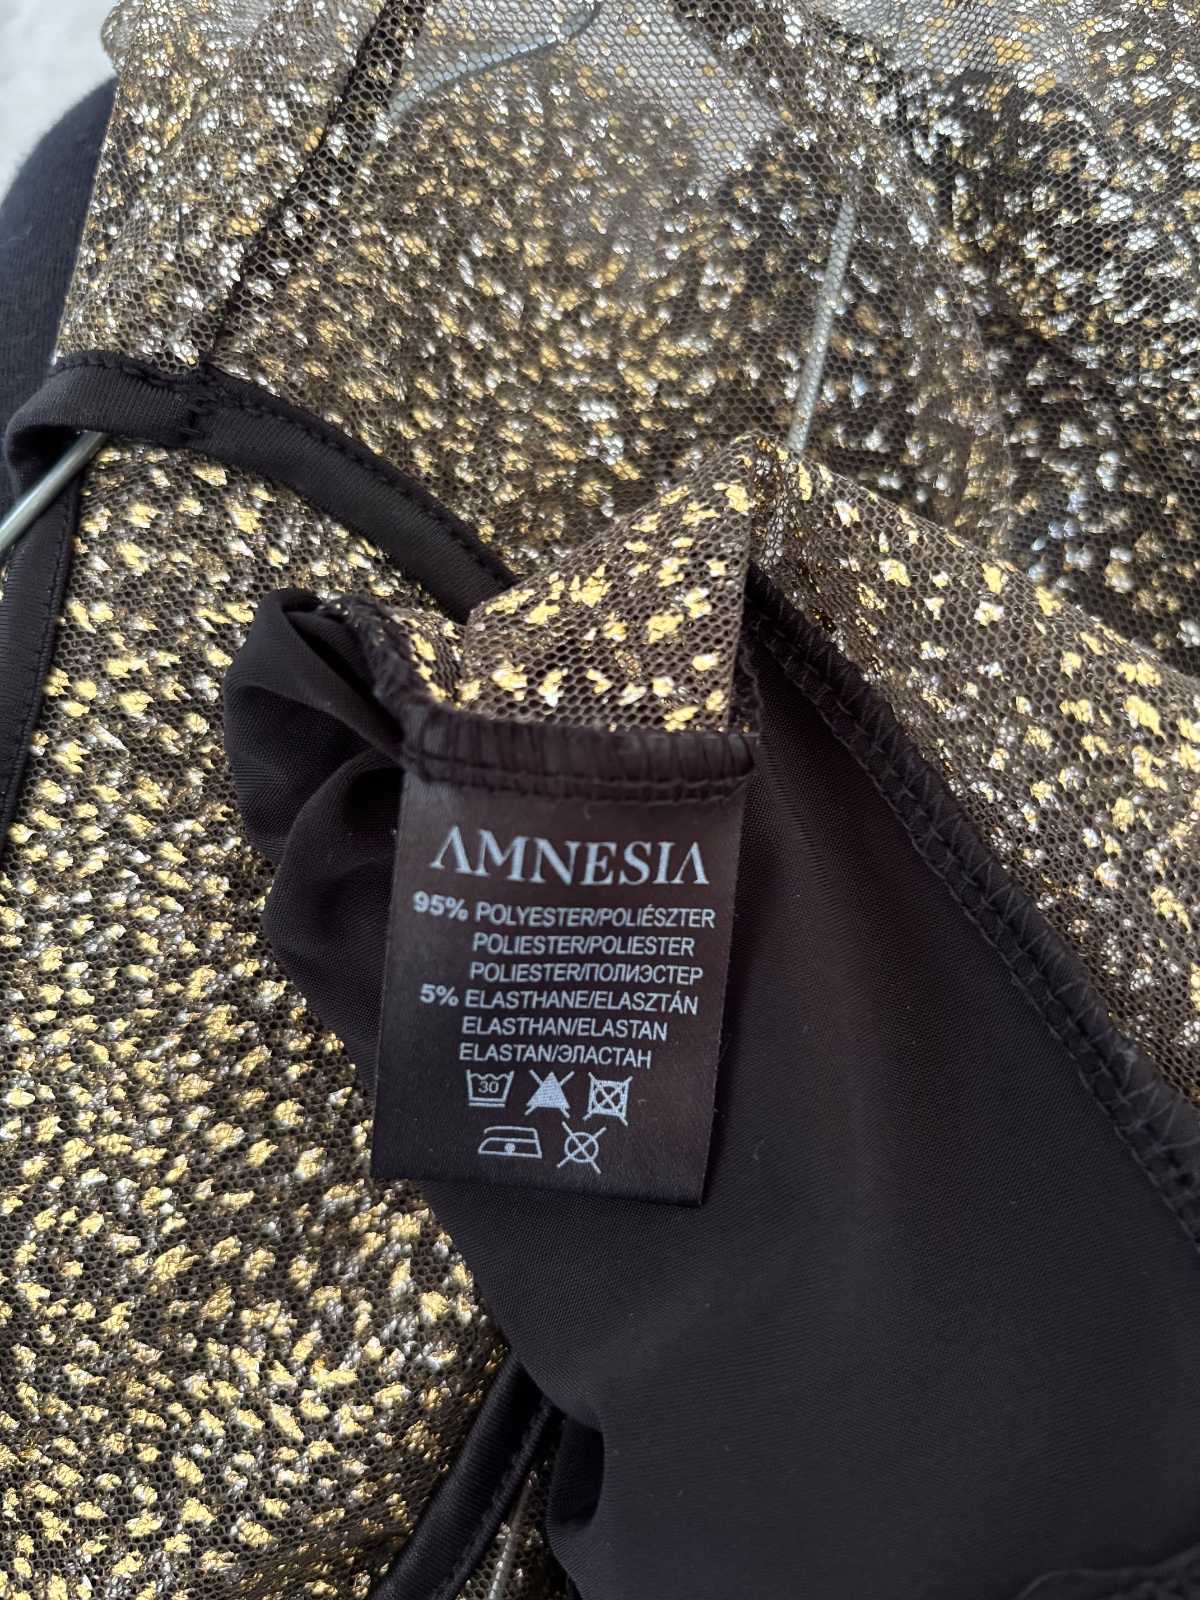 AMNESIA
95% POLYESTER/POLIÉSZTER
POLIESTER/POLIESTER
POLIESTER/ПОЛИЭСТЕР
5% ELASTHANE/ELASZTÁN
ELASTHAN/ELASTAN
ELASTAN/ЭЛАСТАН
30